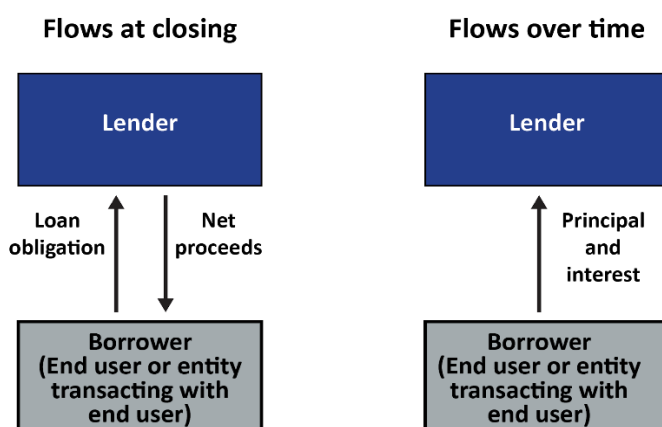 Flows at closing
Lender
Loan
obligation
Net
proceeds
Borrower
(End user or entity
transacting with
end user)
Flows over time
Lender
Principal
and
interest
Borrower
(End user or entity
transacting with
end user)